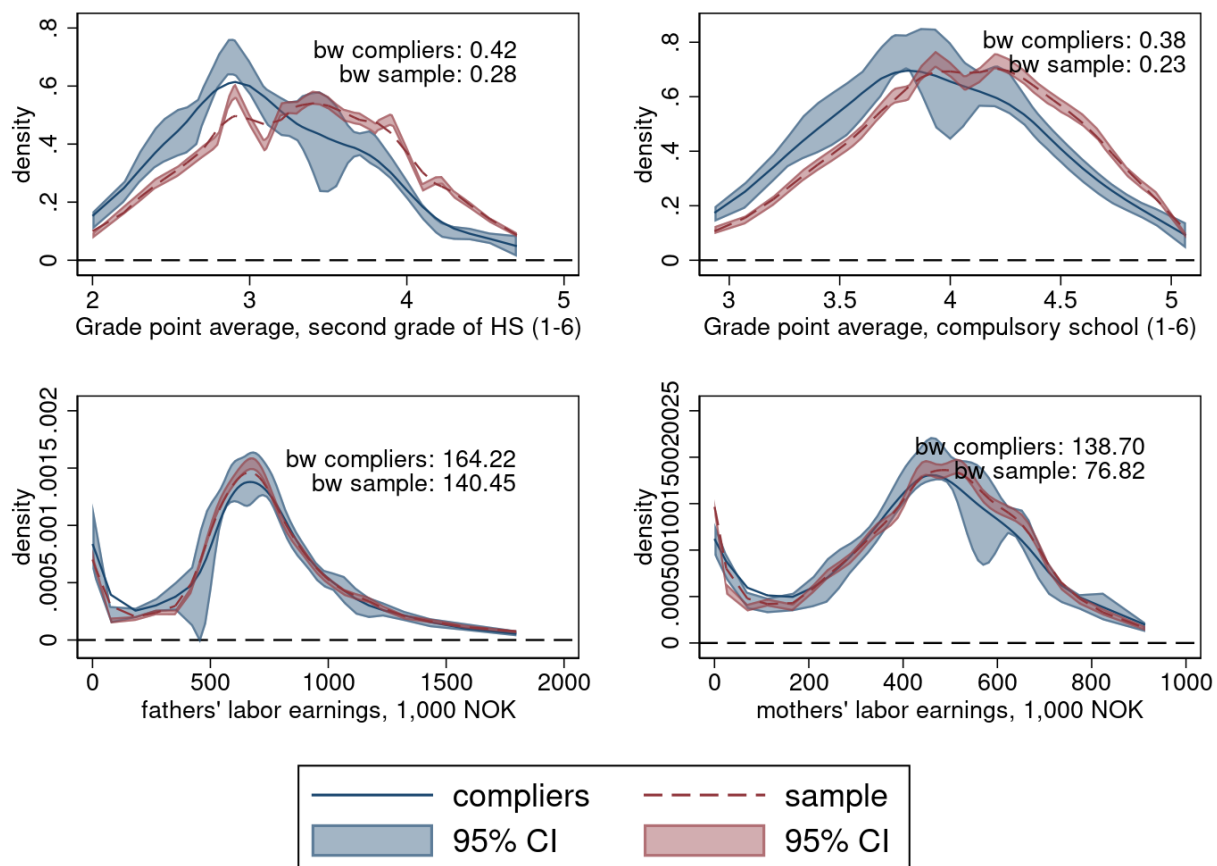 .8
.6
.4
.2
0
density
bw compliers: 0.42
bw sample: 0.28
2 3 4 5
Grade point average, second grade of HS (1-6)
.8
.6
.4
.2
0
density
bw compliers: 0.38
bw sample: 0.23
3 3.5 4 4.5 5
Grade point average, compulsory school (1-6)
0 .0005 .001 .0015 .002
density
bw compliers: 164.22
bw sample: 140.45
0 500 1000 1500 2000
fathers' labor earnings, 1,000 NOK
0 .0005 .001 .0015 .002 .0025
density
bw compliers: 138.70
bw sample: 76.82
0 200 400 600 800 1000
mothers' labor earnings, 1,000 NOK
compliers sample
95% CI 95% CI